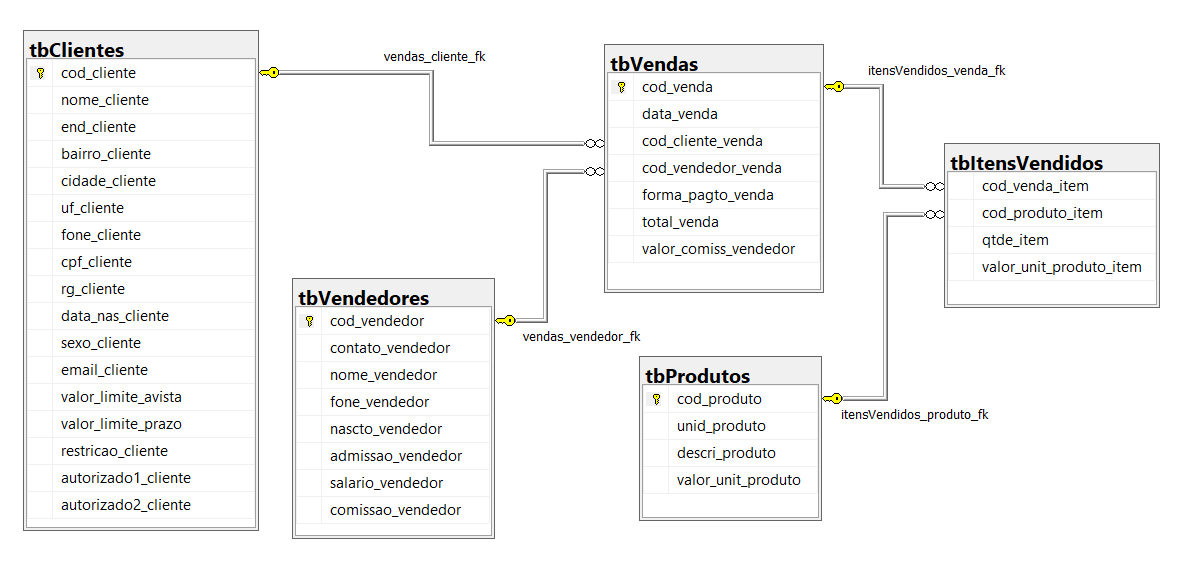 tbClientes
cod_cliente
nome_cliente
end_cliente
bairro_cliente
cidade_cliente
uf_cliente
fone_cliente
cpf_cliente
rg_cliente
data_nas_cliente
sexo_cliente
email_cliente
valor_limite_avista
valor_limite_prazo
restricao_cliente
autorizado1_cliente
autorizado2_cliente
vendas_cliente_fk
tbVendedores
cod_vendedor
contato_vendedor
nome_vendedor
fone_vendedor
nascto_vendedor
admissao_vendedor
salario_vendedor
comissao_vendedor
vendas_vendedor_fk
tbVendas
cod_venda
data_venda
cod_cliente_venda
cod_vendedor_venda
forma_pagto_venda
total_venda
valor_comiss_vendedor
itensVendidos_venda_fk
tbProdutos
cod_produto
unid_produto
descri_produto
valor_unit_produto
itensVendidos_produto_fk
tbItensVendidos
cod_venda_item
cod_produto_item
qtde_item
valor_unit_produto_item